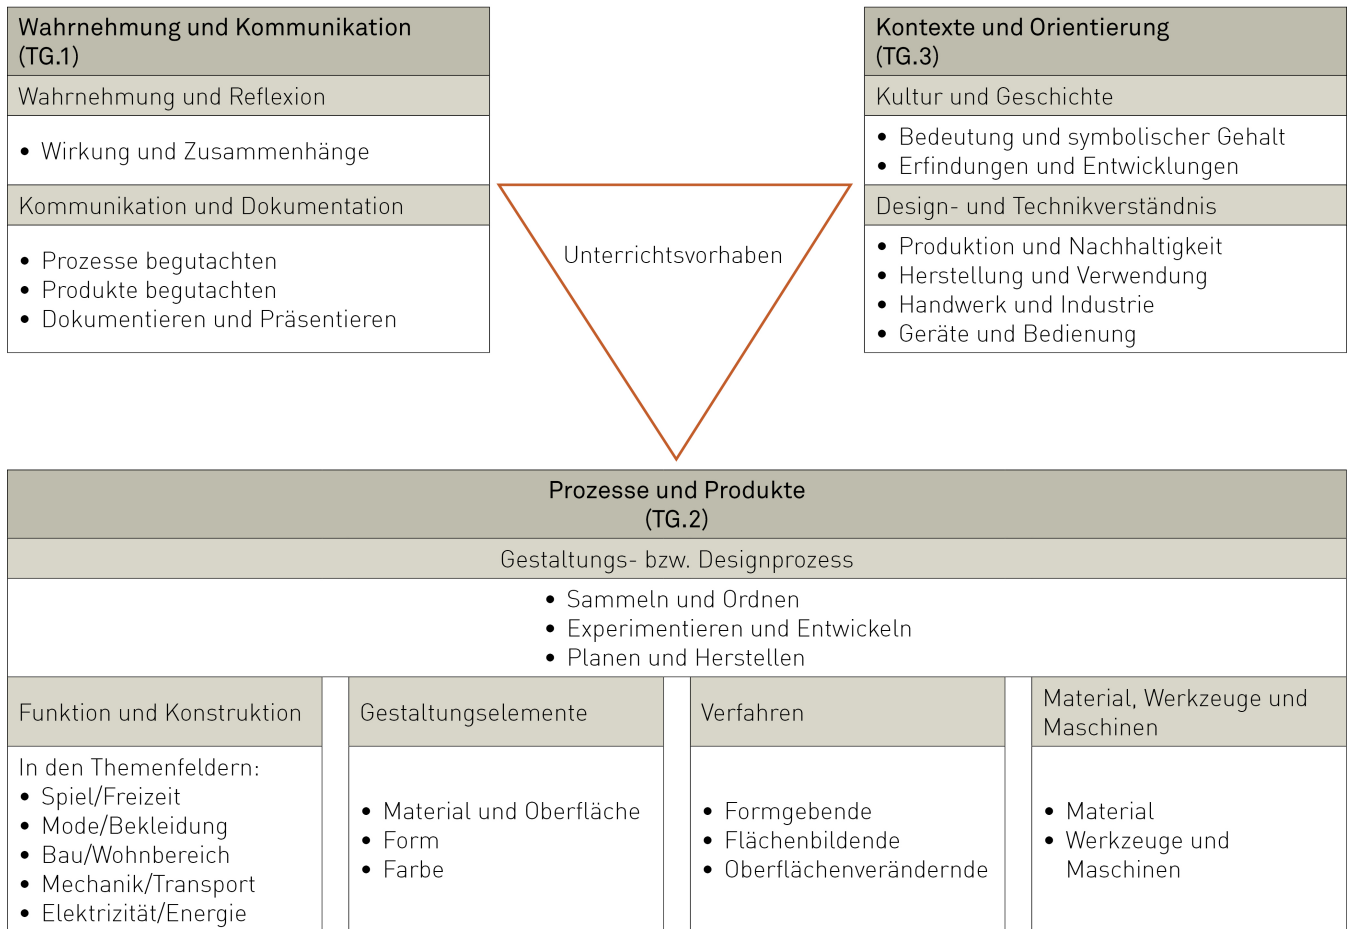 Wahrnehmung und Kommunikation
(TG.1)
Wahrnehmung und Reflexion
• Wirkung und Zusammenhänge
Kommunikation und Dokumentation
• Prozesse begutachten
• Produkte begutachten
• Dokumentieren und Präsentieren
Unterrichtsvorhaben
Kontexte und Orientierung
(TG.3)
Kultur und Geschichte
• Bedeutung und symbolischer Gehalt
• Erfindungen und Entwicklungen
Design- und Technikverständnis
• Produktion und Nachhaltigkeit
• Herstellung und Verwendung
• Handwerk und Industrie
• Geräte und Bedienung
Prozesse und Produkte
(TG.2)
Gestaltungs- bzw. Designprozess
• Sammeln und Ordnen
• Experimentieren und Entwickeln
• Planen und Herstellen
Funktion und Konstruktion
In den Themenfeldern:
• Spiel/Freizeit
• Mode/Bekleidung
• Bau/Wohnbereich
• Mechanik/Transport
• Elektrizität/Energie
Gestaltungselemente
• Material und Oberfläche
• Form
• Farbe
Verfahren
• Formgebende
• Flächenbildende
• Oberflächenverändernde
Material, Werkzeuge und
Maschinen
• Material
• Werkzeuge und
Maschinen